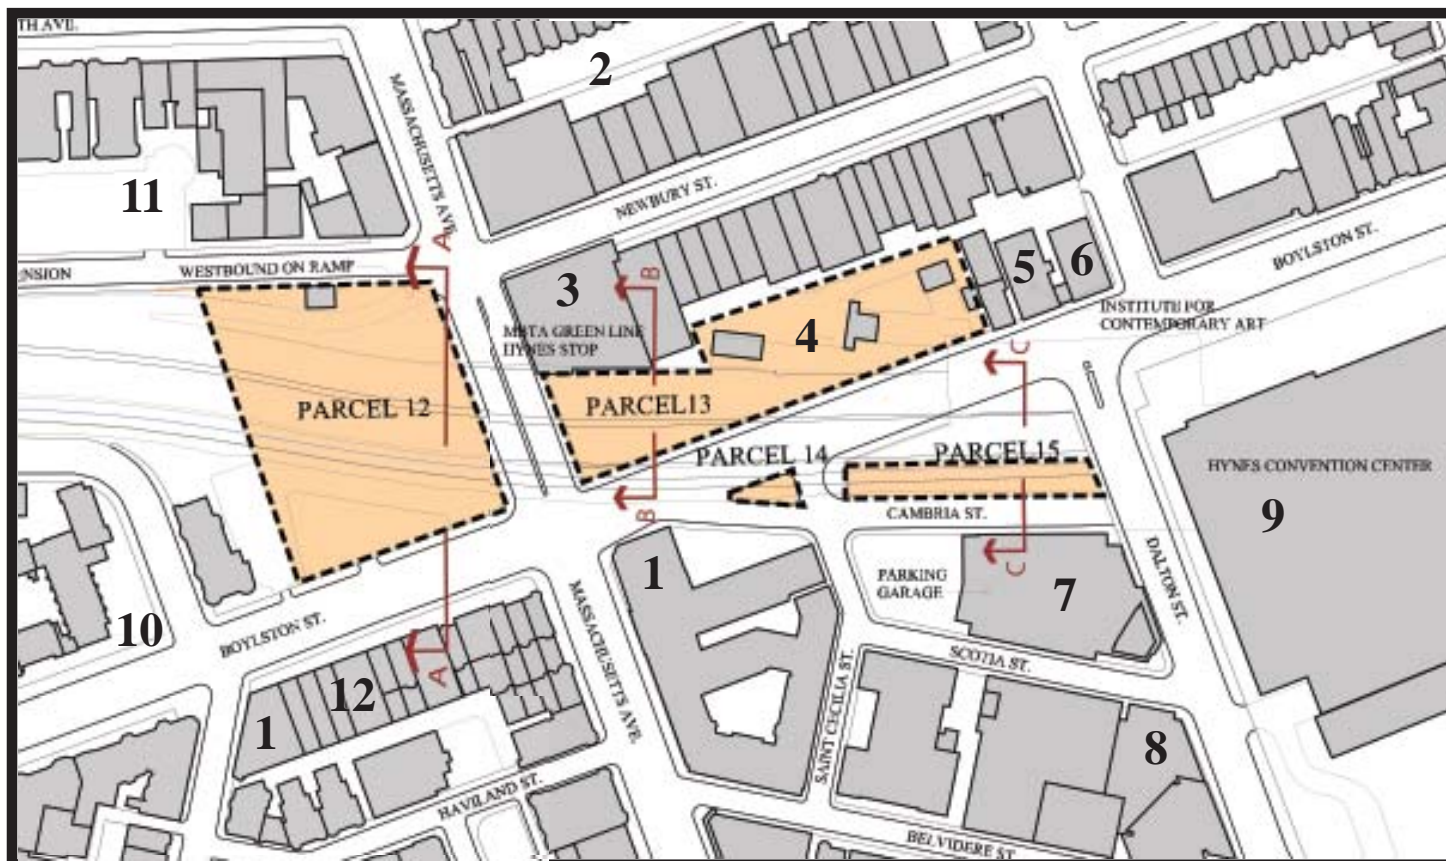 TH AVE.
MASSACHUSETTS AVE.
2
11
NEWBURY ST.
BOYLSTON ST.
NSION
WESTBOUND ON RAMP
A
3
B
4
5
6
MBTA GREEN LINE
HYNES STOP
INSTITUTE FOR
CONTEMPORARY ART
C
PARCEL 12
PARCEL13
PARCEL 14
PARCEL15
HYNES CONVENTION CENTER
9
B
CAMBRIA ST.
1
PARKING
GARAGE
C
7
DALTON ST.
10
BOYLSTON ST.
MASSACHUSETTS AVE.
A
12
1
SCOTIA ST.
SAINT CECILIA ST.
8
HAVILAND ST.
BELVIDERE ST